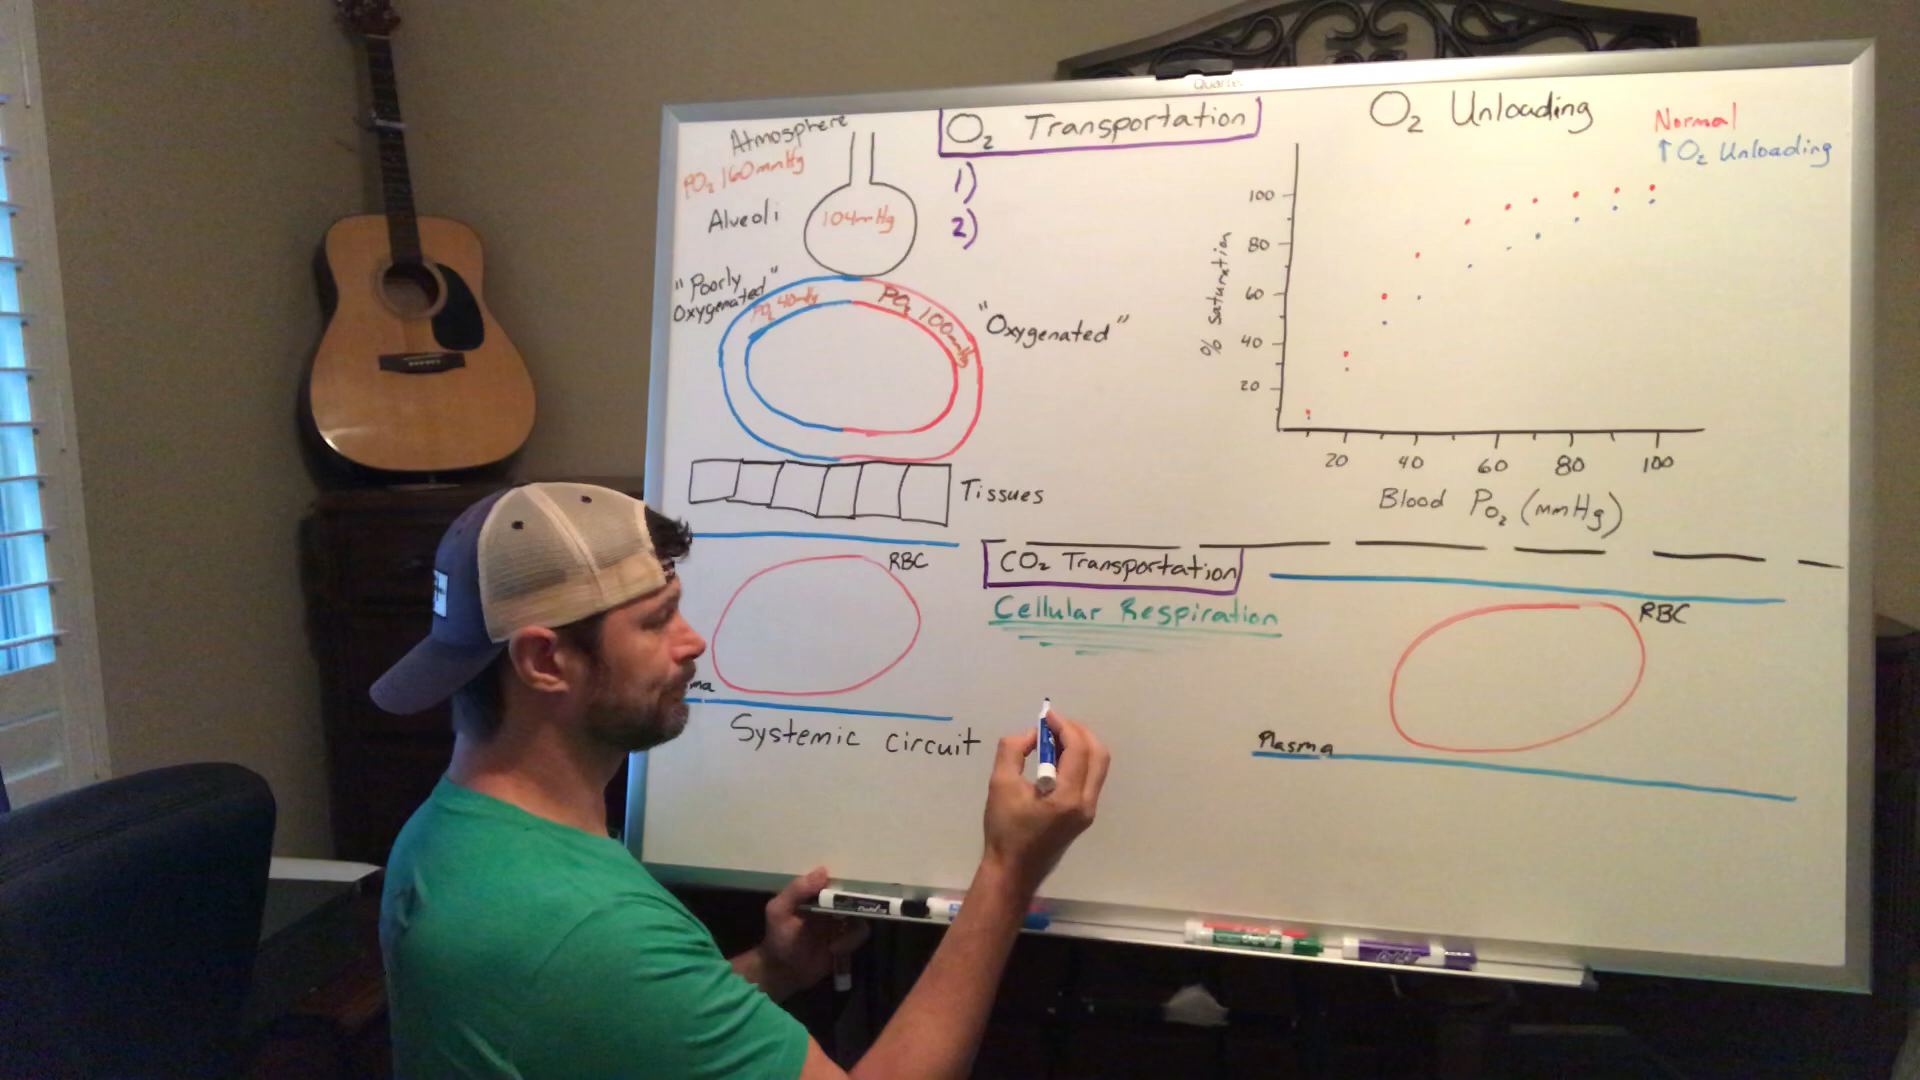 Quartet
Atmosphere
PO₂ 160mmHg
Alveoli
104mmHg
"Poorly
Oxygenated"
PO₂ 40mmHg
PO₂ 100mmHg
"Oxygenated"
Tissues
O₂ Transportation
1)
2)
O₂ Unloading
Normal
↑ O₂ Unloading
% saturation
100
80
60
40
20
20 40 60 80 100
Blood PO₂ (mmHg)
CO₂ Transportation
Cellular Respiration
RBC
ma
Systemic circuit
RBC
Plasma